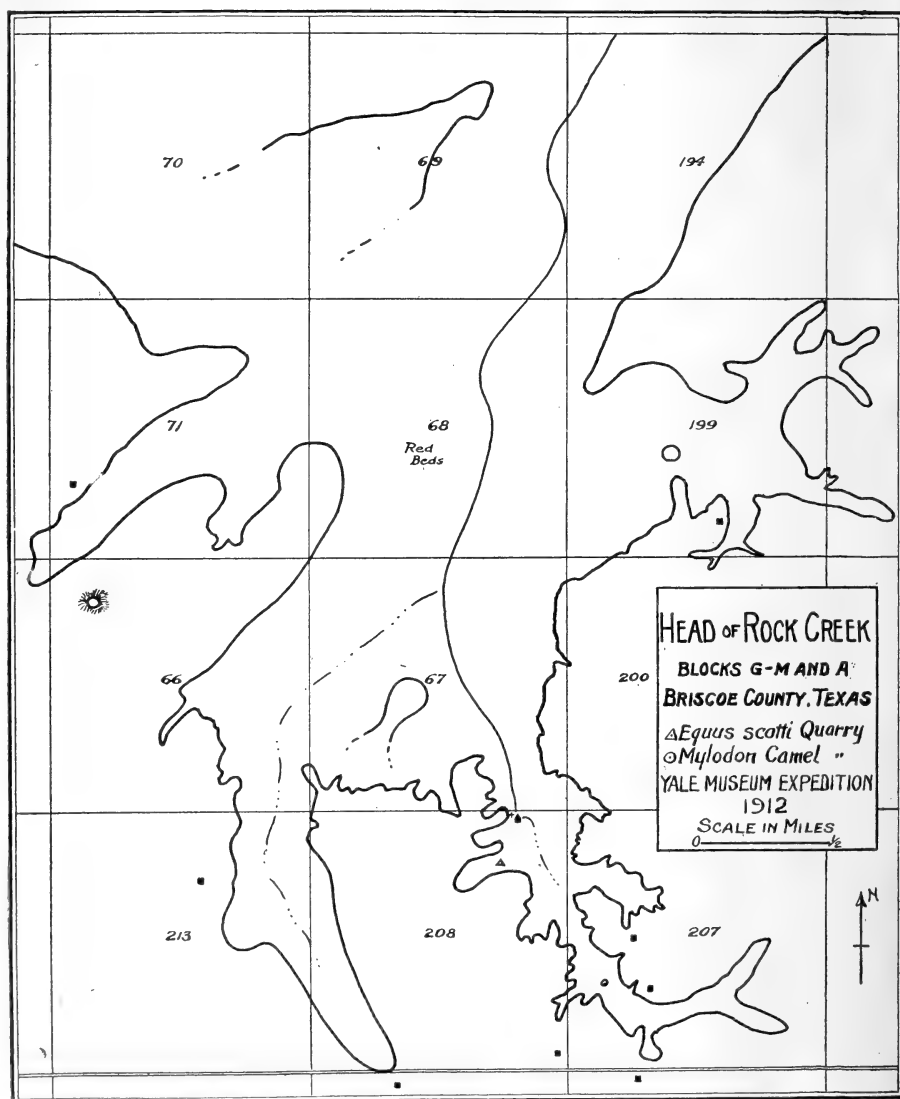 70
69
194
71
68
Red
Beds
199
66
67
200
HEAD OF ROCK CREEK
BLOCKS G-M AND A
BRISCOE COUNTY, TEXAS
△Equus scotti Quarry
○Mylodon Camel "
YALE MUSEUM EXPEDITION
1912
SCALE IN MILES
0 ½
N
213
208
207